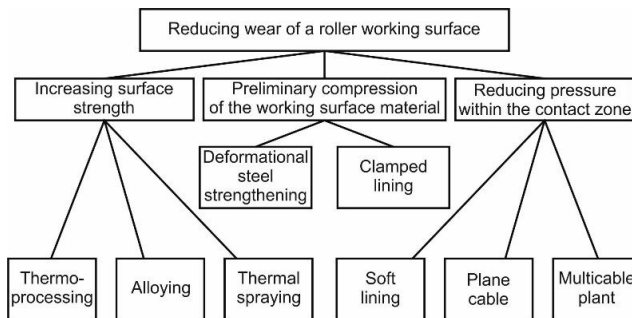 Reducing wear of a roller working surface
Increasing surface
strength
Preliminary compression
of the working surface material
Reducing pressure
within the contact zone
Deformational
steel
strengthening
Clamped
lining
Thermo-
processing
Alloying
Thermal
spraying
Soft
lining
Plane
cable
Multicable
plant